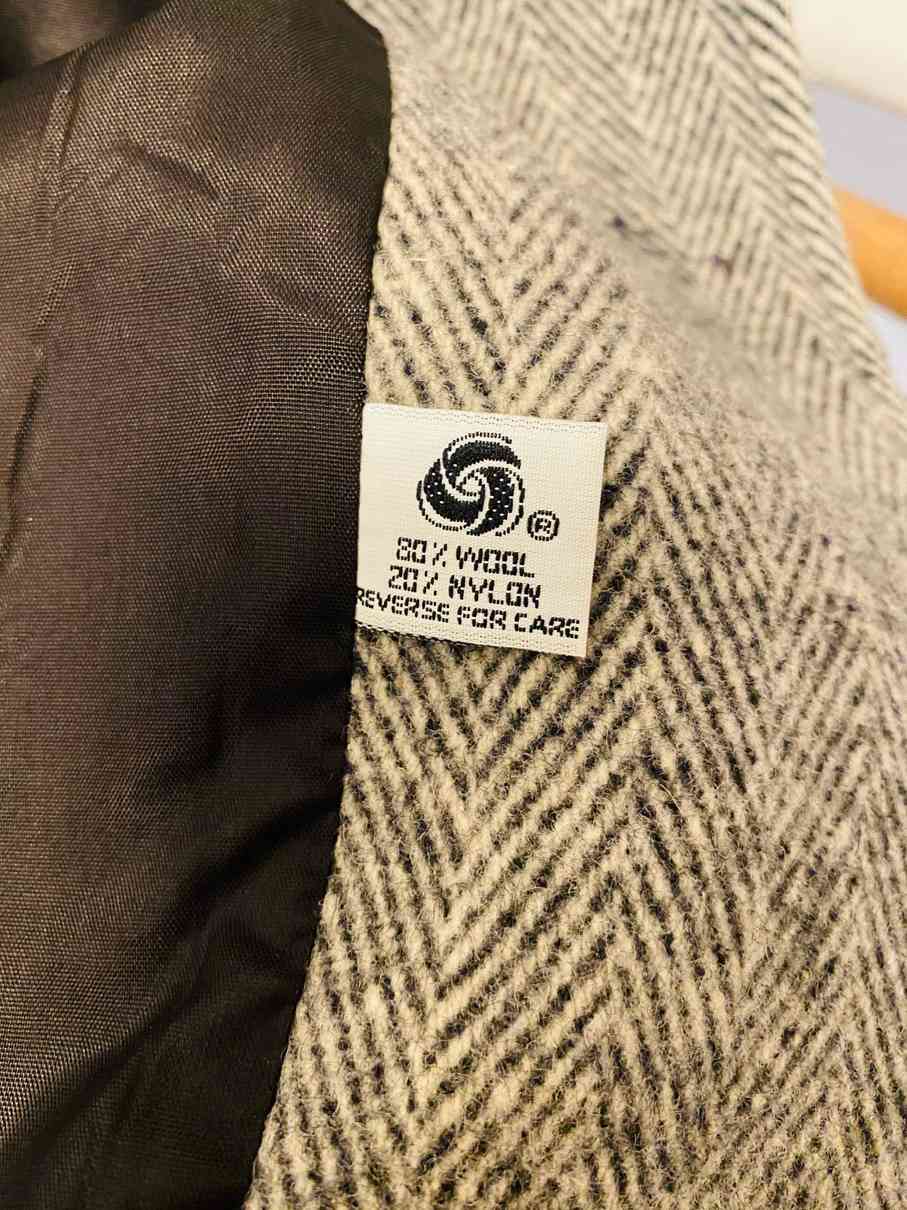 ®
80% WOOL
20% NYLON
REVERSE FOR CARE